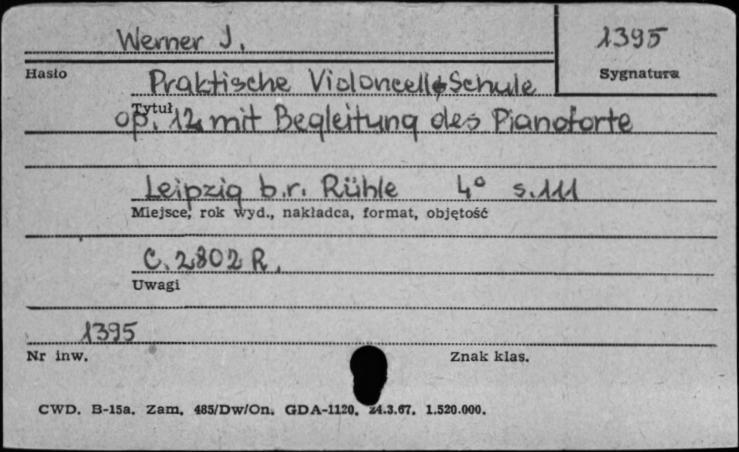 Werner J.
1395
Hasło
Sygnatura
Praktische Violoncell-Schule
Tytuł
op. 12 mit Begleitung des Pianoforte
Leipzig b.r. Rühle 4° s.111
Miejsce, rok wyd., nakładca, format, objętość
C. 2802 R.
Uwagi
1395
Nr inw.
Znak klas.
CWD. B-15a. Zam. 485/Dw/On. GDA-1120. 24.3.67. 1.520.000.